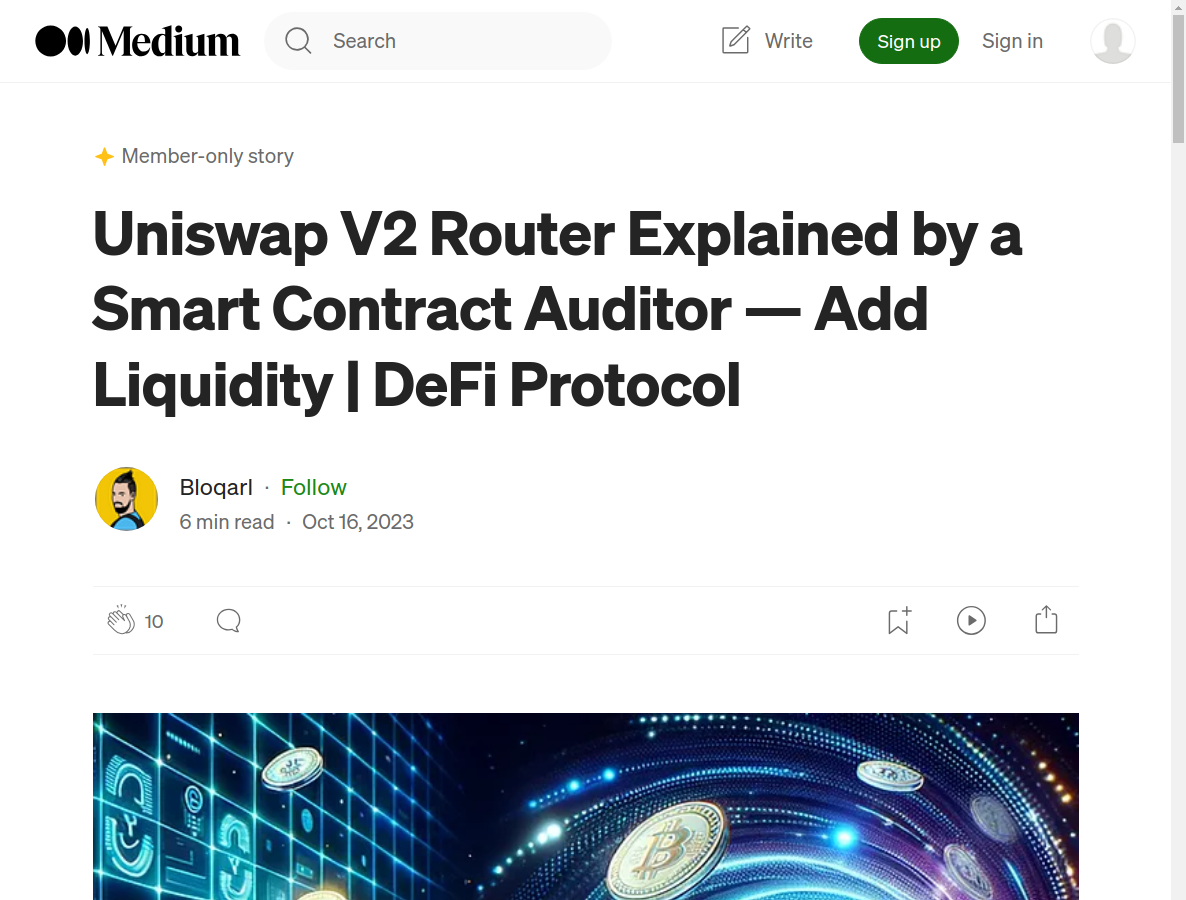 Medium
Search
Write
Sign up
Sign in
Member-only story
Uniswap V2 Router Explained by a
Smart Contract Auditor — Add
Liquidity | DeFi Protocol
Bloqarl · Follow
6 min read · Oct 16, 2023
10